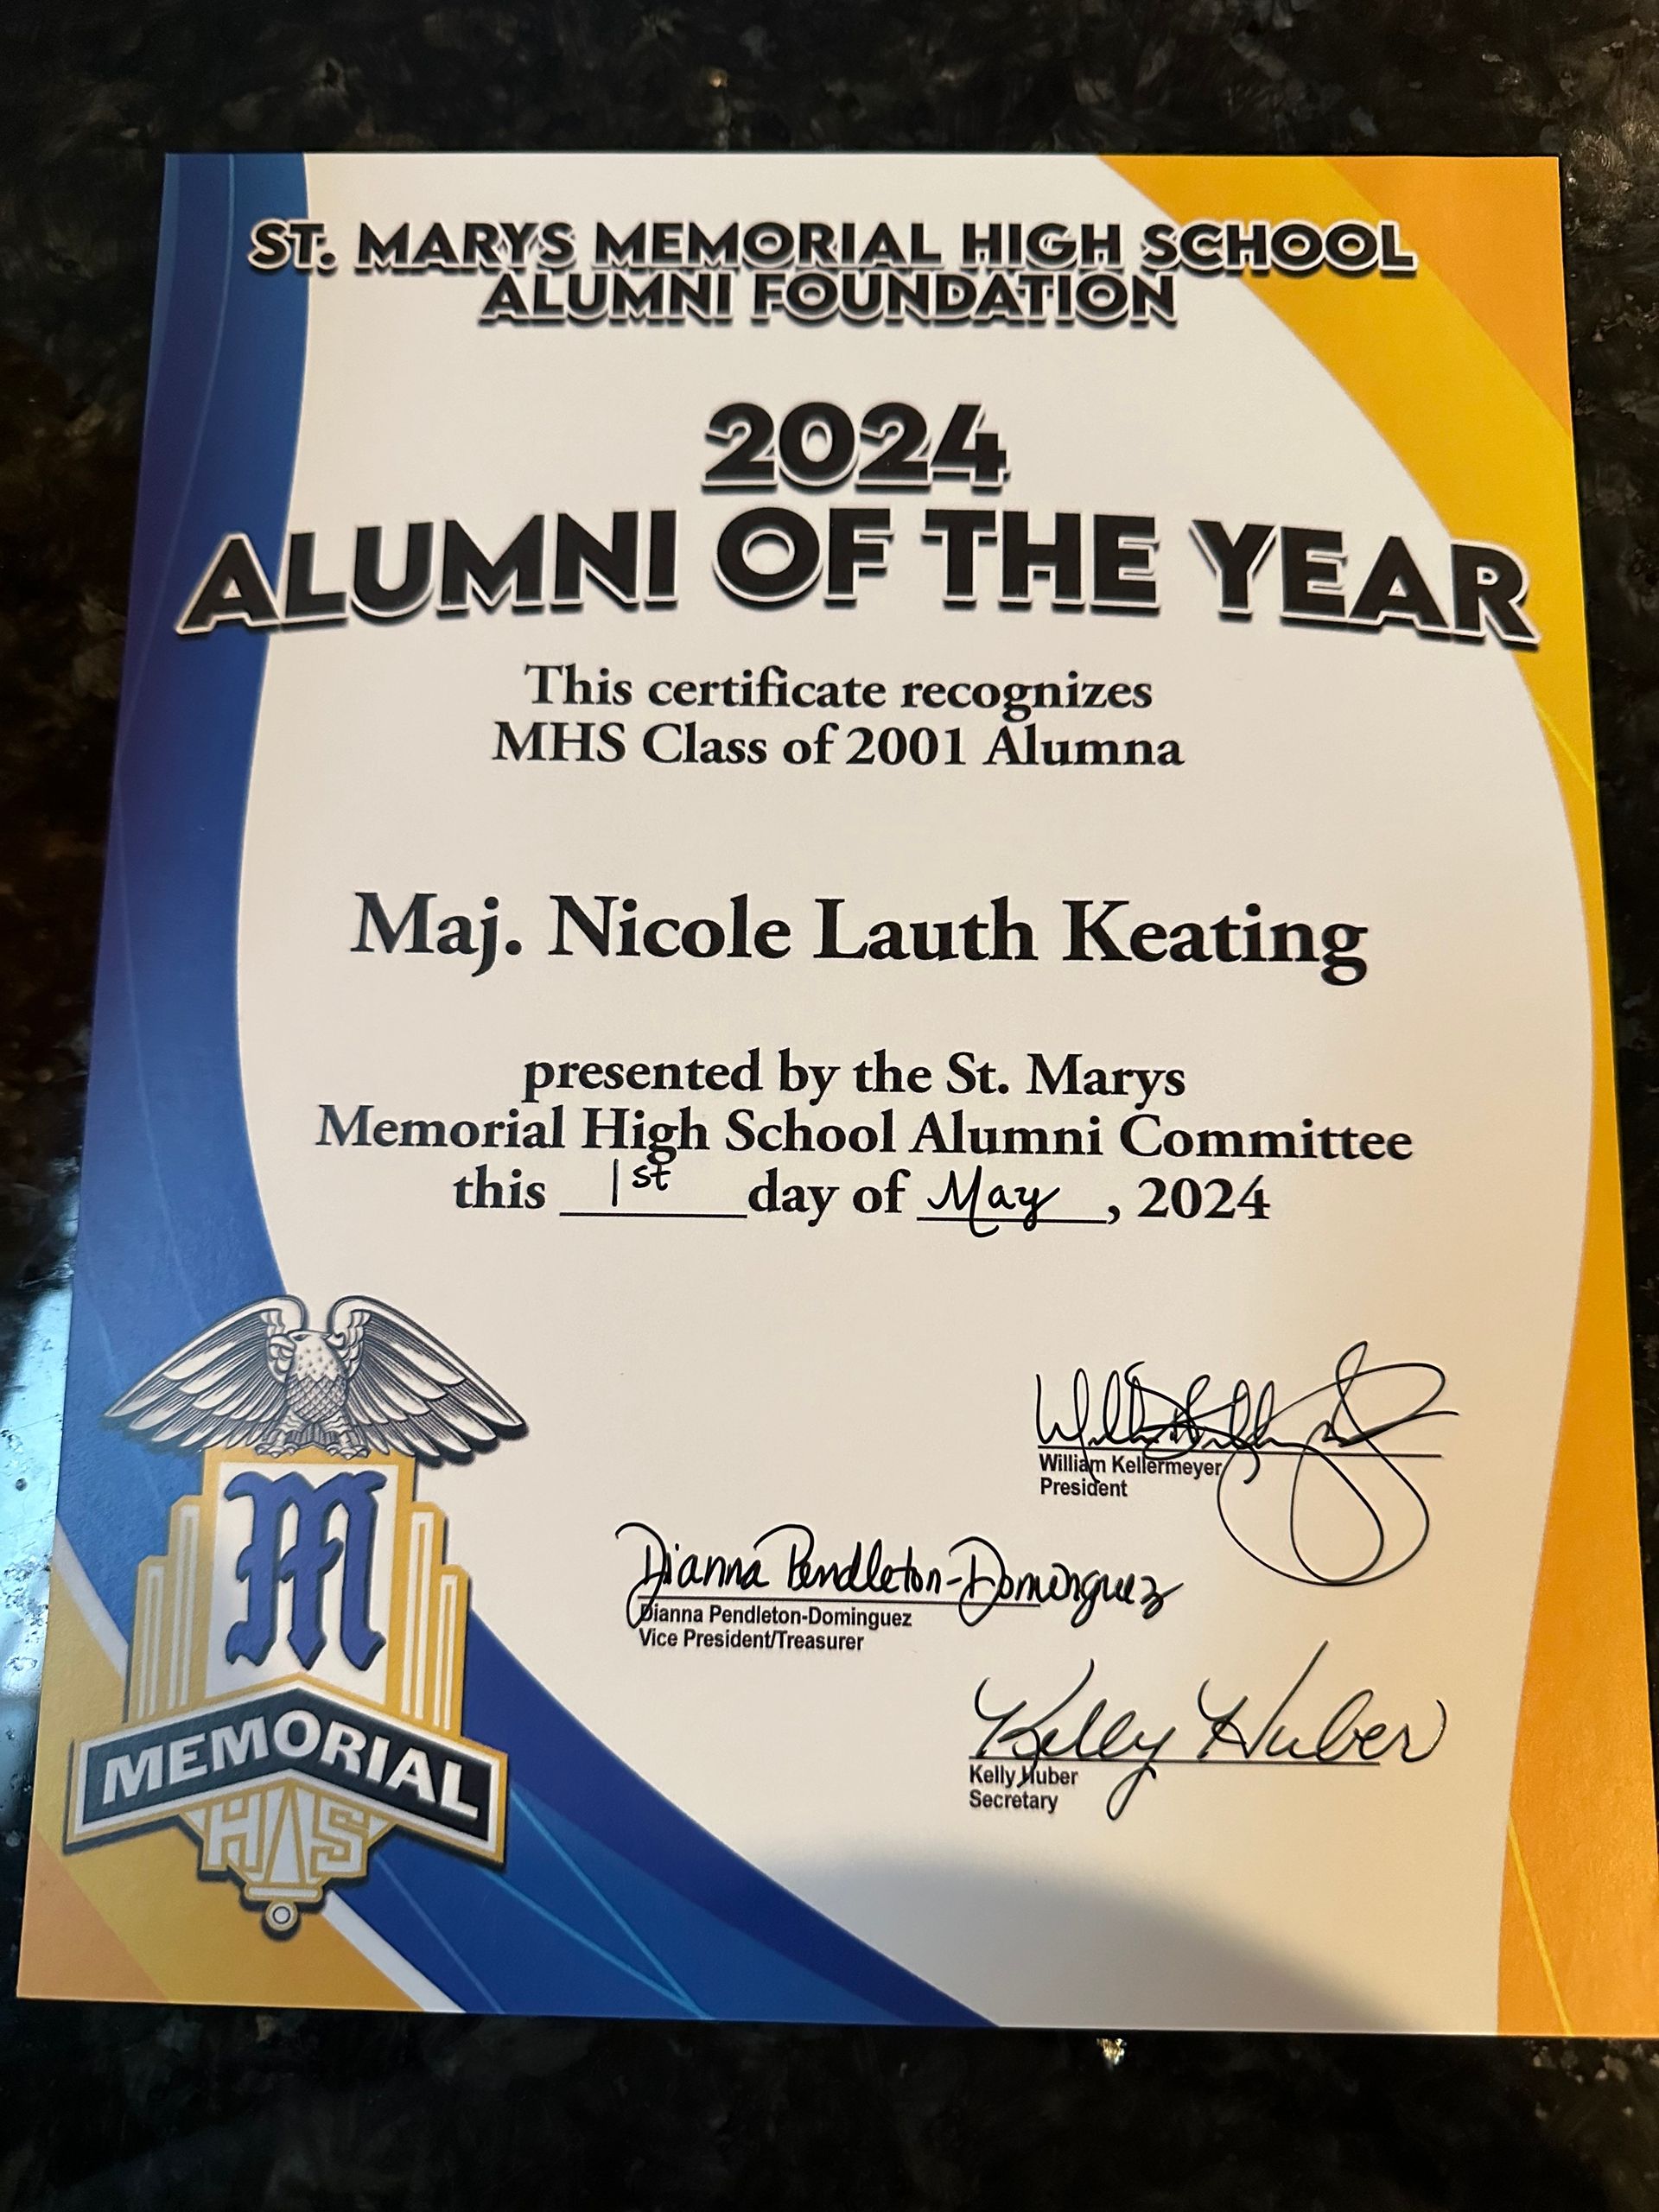 ST. MARYS MEMORIAL HIGH SCHOOL
ALUMNI FOUNDATION
2024
ALUMNI OF THE YEAR
This certificate recognizes
MHS Class of 2001 Alumna
Maj. Nicole Lauth Keating
presented by the St. Marys
Memorial High School Alumni Committee
this 1st day of May, 2024
William Kellermeyer
President
Dianna Pendleton-Dominguez
Dianna Pendleton-Dominguez
Vice President/Treasurer
Kelly Huber
Kelly Huber
Secretary
M
MEMORIAL
HS